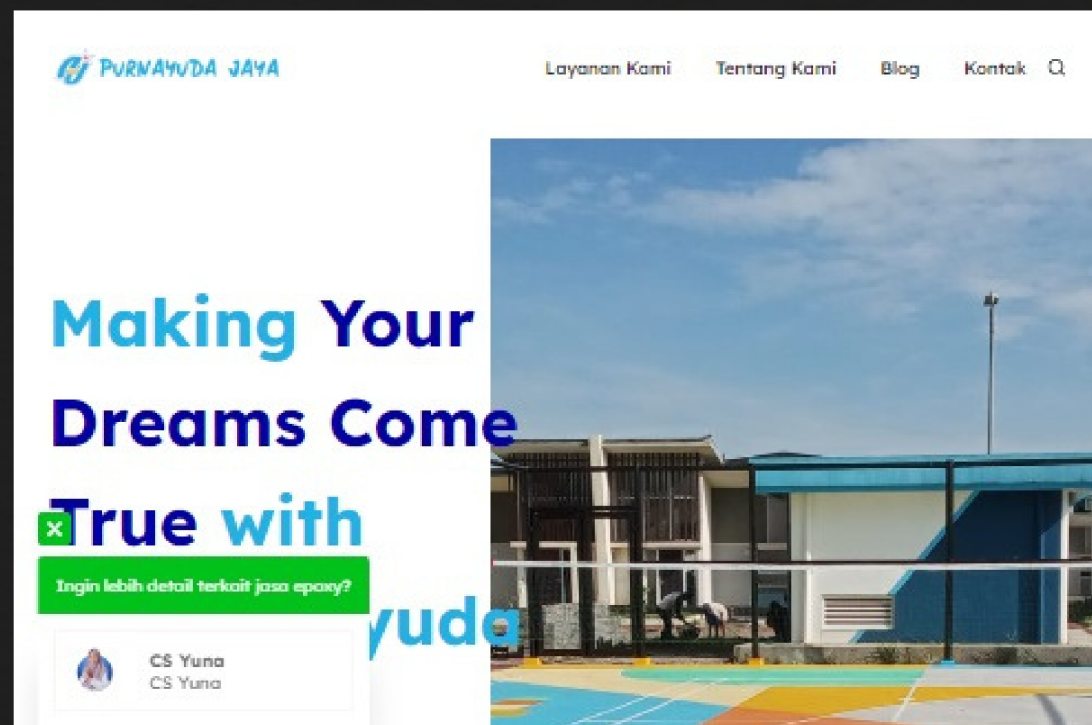 PURNAYUDA JAYA
Layanan Kami Tentang Kami Blog Kontak
Making Your
Dreams Come
True with
yuda
Ingin lebih detail terkait jasa epoxy?
CS Yuna
CS Yuna